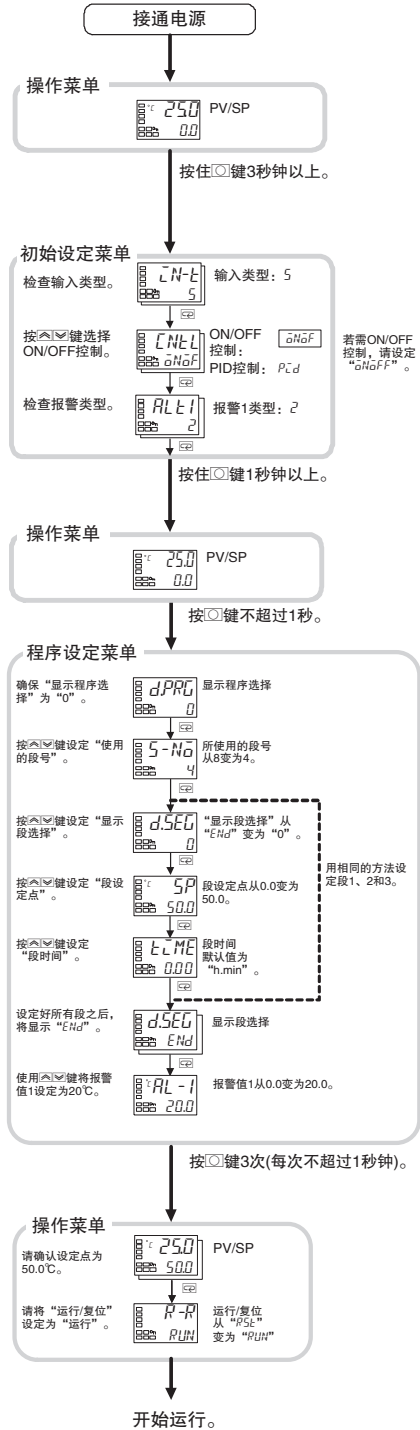 接通电源
操作菜单
°C 25.0 PV/SP
0.0
按住键3秒钟以上。
初始设定菜单
检查输入类型。
iN-t 输入类型：5
5
按键选择
ON/OFF控制。
CNtL
oNoF
ON/OFF
控制：
oNoF
PID控制：Pid
若需ON/OFF
控制，请设定
“oNoFF”。
检查报警类型。
ALt1
2
报警1类型：2
按住键1秒钟以上。
操作菜单
°C 25.0 PV/SP
0.0
按键不超过1秒。
程序设定菜单
确保“显示程序选
择”为“0”。
d.PRG
0
显示程序选择
按键设定“使用
的段号”。
S-No
4
所使用的段号
从8变为4。
按键设定“显示
段选择”。
d.SEG
0
“显示段选择”从
“ENd”变为“0”。
按键设定“段设
定点”。
°C SP
50.0
段设定点从0.0变为
50.0。
按键设定
“段时间”。
tiME
0.00
段时间
默认值为
“h.min”。
用相同的方法设
定段1、2和3。
设定好所有段之后，
将显示“ENd”。
d.SEG
ENd
显示段选择
使用键将报警
值1设定为20℃。
°C AL-1
20.0
报警值1从0.0变为20.0。
按键3次(每次不超过1秒钟)。
操作菜单
请确认设定点为
50.0℃。
°C 25.0
50.0
PV/SP
请将“运行/复位”
设定为“运行”。
R-R
RUN
运行/复位
从“RSt”
变为“RUN”
开始运行。